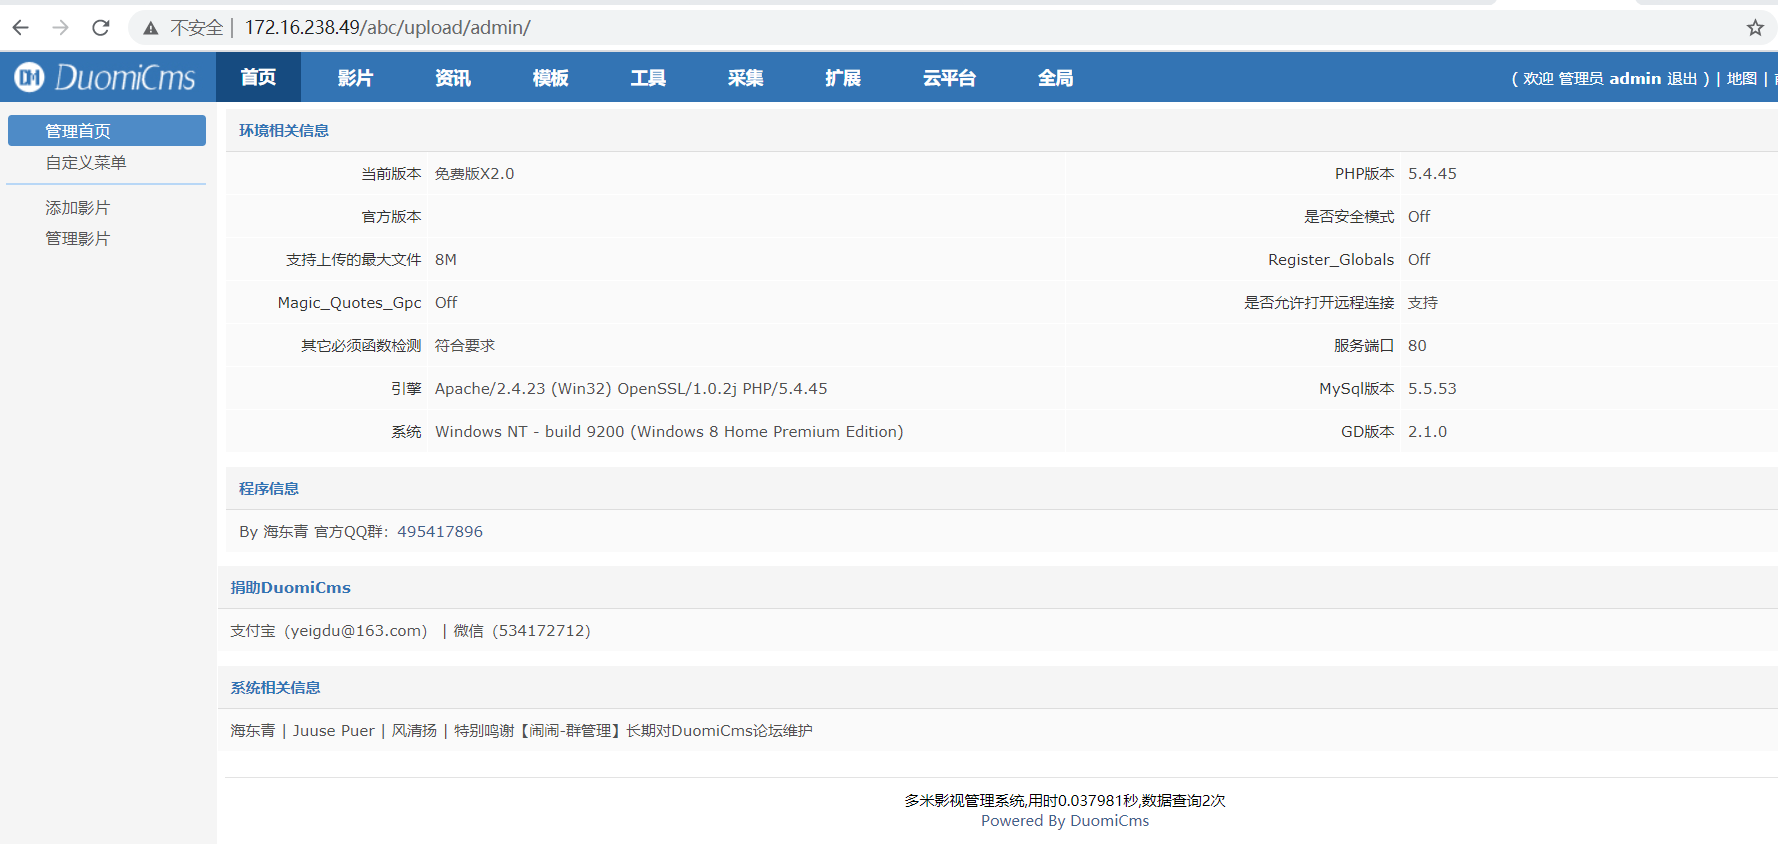 不安全 | 172.16.238.49/abc/upload/admin/
DuomiCms 首页 影片 资讯 模板 工具 采集 扩展 云平台 全局 ( 欢迎 管理员 admin 退出 ) | 地图 |
管理首页
自定义菜单
添加影片
管理影片
环境相关信息
当前版本 免费版X2.0 PHP版本 5.4.45
官方版本 是否安全模式 Off
支持上传的最大文件 8M Register_Globals Off
Magic_Quotes_Gpc Off 是否允许打开远程连接 支持
其它必须函数检测 符合要求 服务端口 80
引擎 Apache/2.4.23 (Win32) OpenSSL/1.0.2j PHP/5.4.45 MySql版本 5.5.53
系统 Windows NT - build 9200 (Windows 8 Home Premium Edition) GD版本 2.1.0
程序信息
By 海东青 官方QQ群：495417896
捐助DuomiCms
支付宝（yeigdu@163.com） | 微信（534172712）
系统相关信息
海东青 | Juuse Puer | 风清扬 | 特别鸣谢【闹闹-群管理】长期对DuomiCms论坛维护
多米影视管理系统,用时0.037981秒,数据查询2次
Powered By DuomiCms